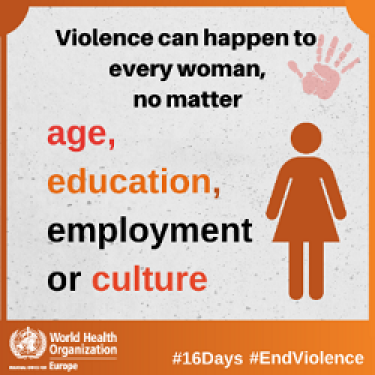 Violence can happen to
every woman,
no matter
age,
education,
employment
or culture
World Health
Organization
Europe
#16Days #EndViolence